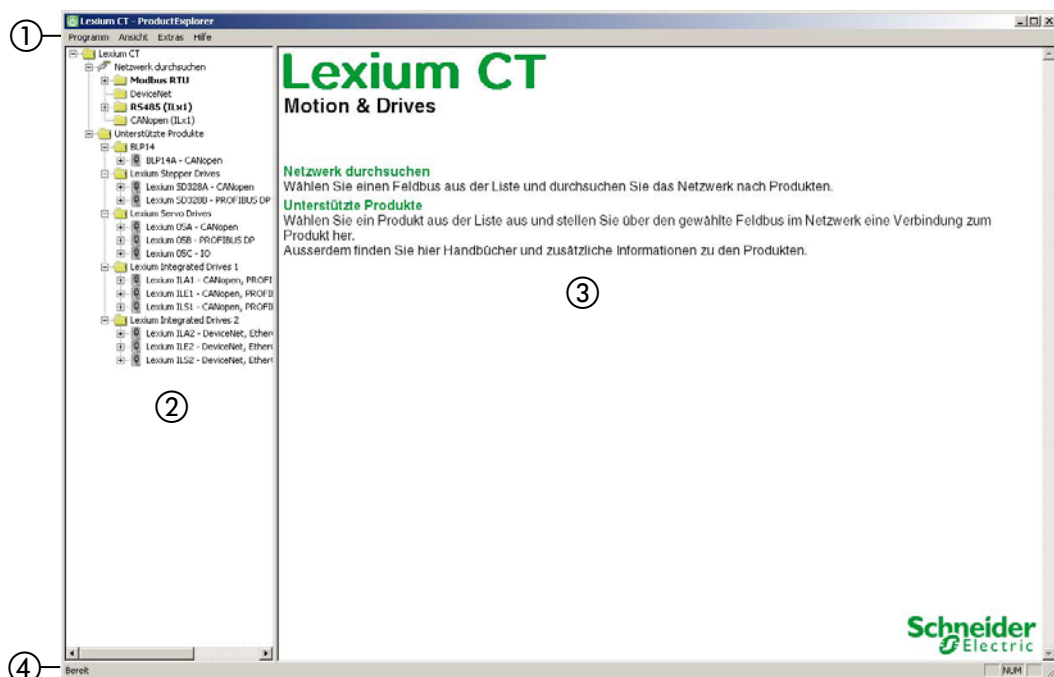 Lexium CT - ProductExplorer
①
Programm Ansicht Extras Hilfe
Lexium CT
Netzwerk durchsuchen
Modbus RTU
DeviceNet
RS485 (ILx1)
CANopen (ILx1)
Unterstützte Produkte
BLP14
BLP14A - CANopen
Lexium Stepper Drives
Lexium SD328A - CANopen
Lexium SD328B - PROFIBUS DP
Lexium Servo Drives
Lexium 05A - CANopen
Lexium 05B - PROFIBUS DP
Lexium 05C - IO
Lexium Integrated Drives 1
Lexium ILA1 - CANopen, PROFI
Lexium ILE1 - CANopen, PROFIB
Lexium ILS1 - CANopen, PROFIB
Lexium Integrated Drives 2
Lexium ILA2 - DeviceNet, Ether
Lexium ILE2 - DeviceNet, Ether
Lexium ILS2 - DeviceNet, Ether
②
Lexium CT
Motion & Drives
Netzwerk durchsuchen
Wählen Sie einen Feldbus aus der Liste und durchsuchen Sie das Netzwerk nach Produkten.
Unterstützte Produkte
Wählen Sie ein Produkt aus der Liste aus und stellen Sie über den gewählte Feldbus im Netzwerk eine Verbindung zum
Produkt her.
Ausserdem finden Sie hier Handbücher und zusätzliche Informationen zu den Produkten.
③
Schneider
Electric
④
Bereit
NUM